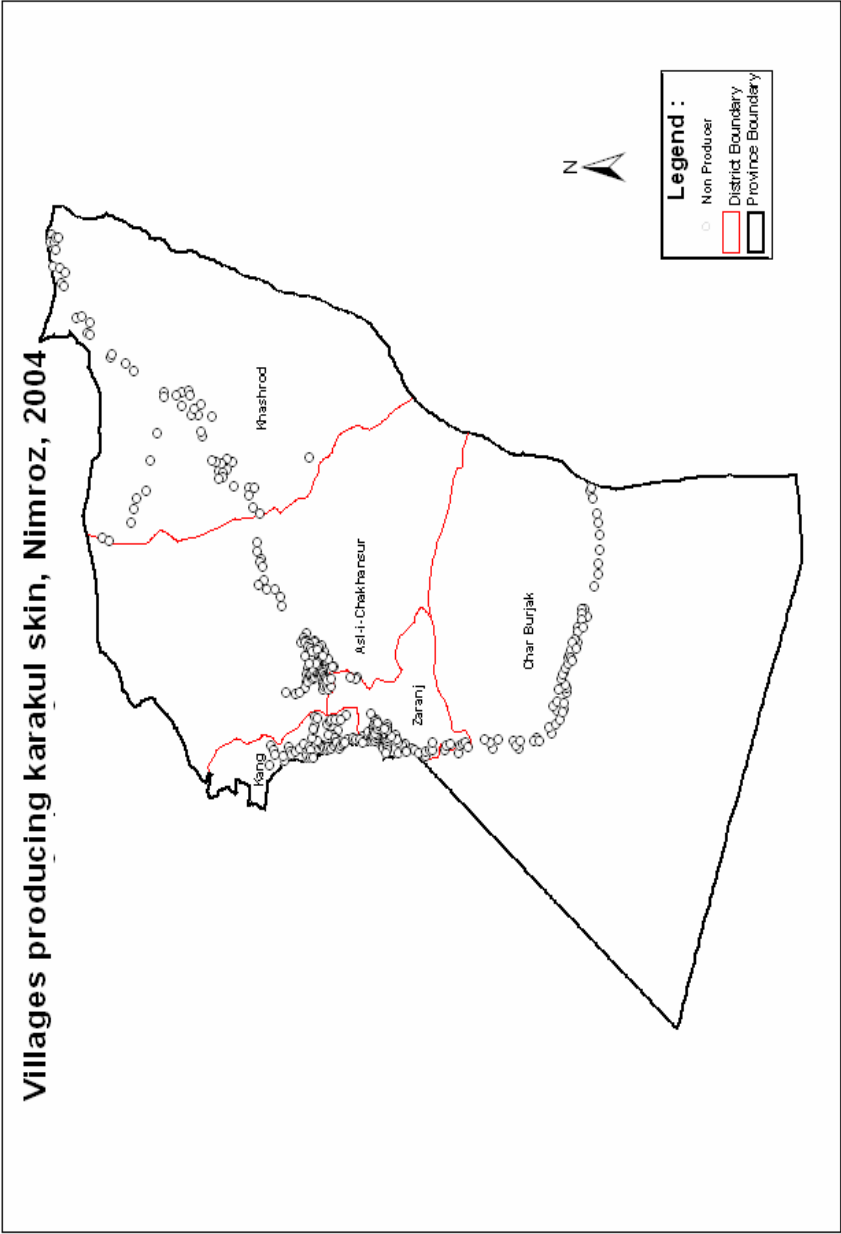 Villages producing karakul skin, Nimroz, 2004
N
Khashrod
Asl-i-Chakhansur
Kang
Zaranj
Char Burjak
Legend :
Non Producer
District Boundary
Province Boundary